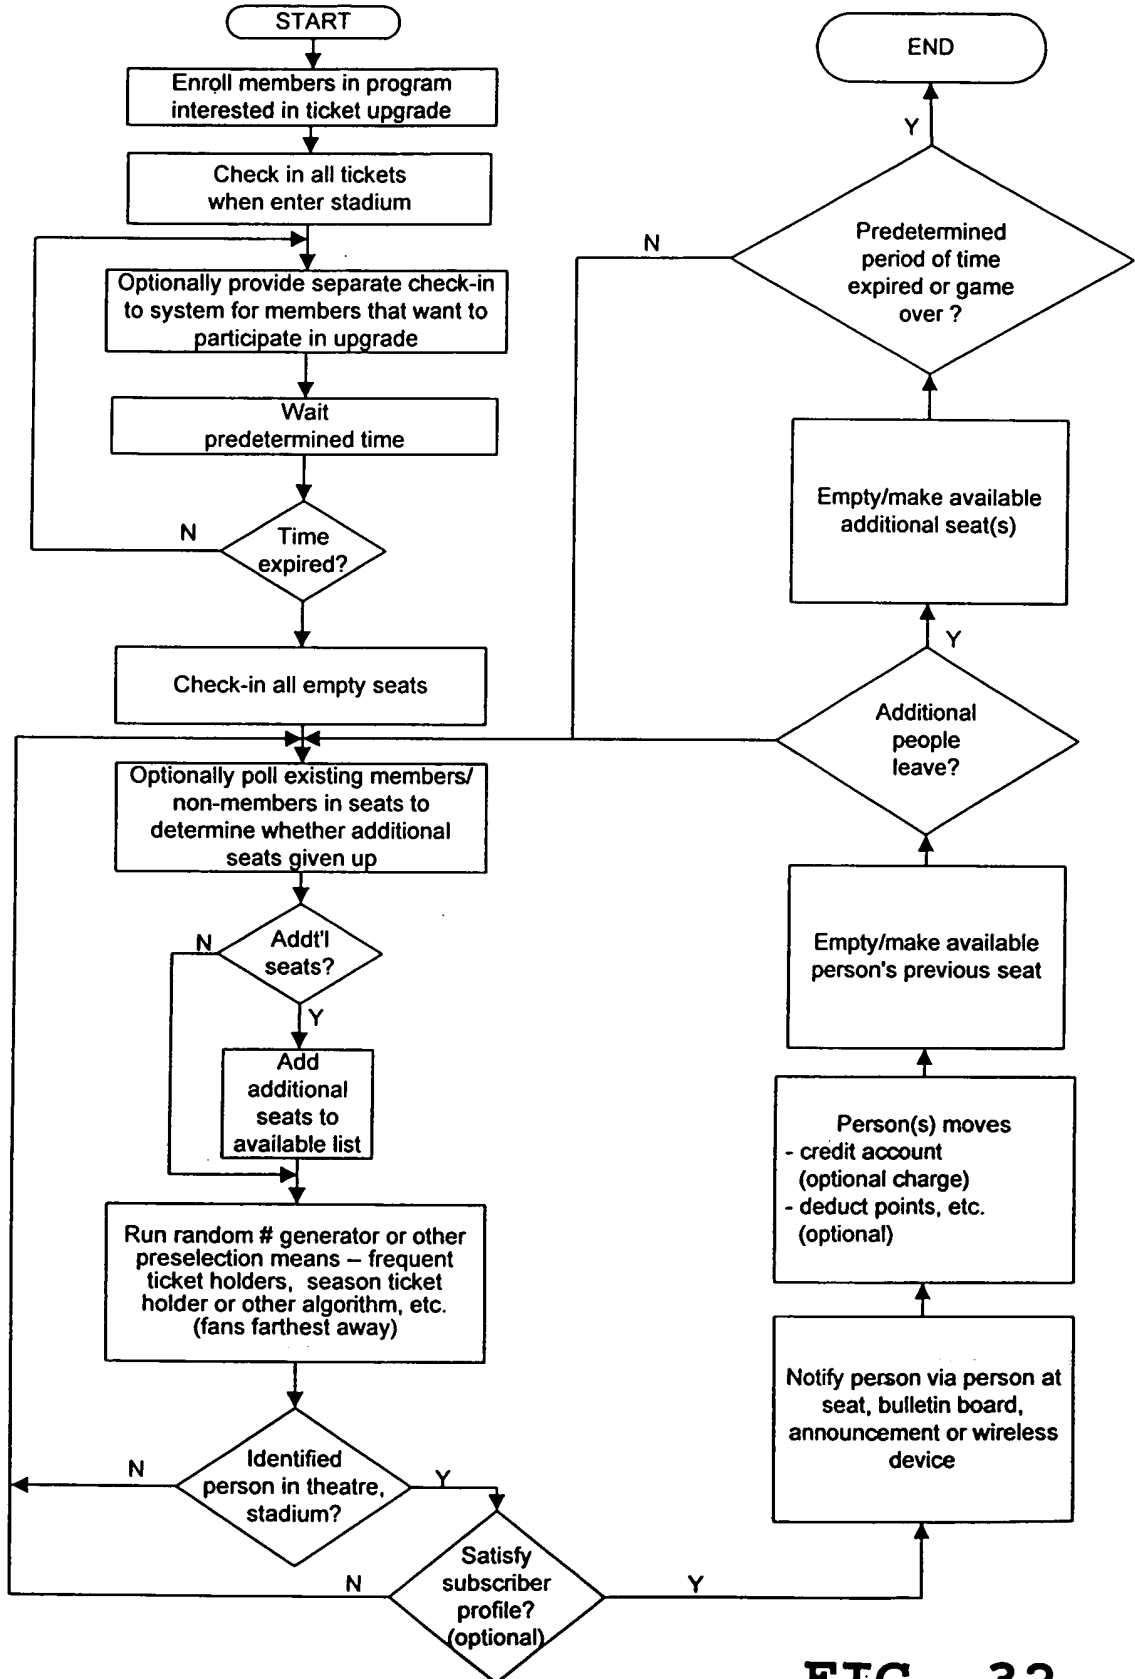 START
Enroll members in program
interested in ticket upgrade
Check in all tickets
when enter stadium
Optionally provide separate check-in
to system for members that want to
participate in upgrade
Wait
predetermined time
N
Time
expired?
Check-in all empty seats
Optionally poll existing members/
non-members in seats to
determine whether additional
seats given up
N
Addt'l
seats?
Y
Add
additional
seats to
available list
Run random # generator or other
preselection means – frequent
ticket holders, season ticket
holder or other algorithm, etc.
(fans farthest away)
N
Identified
person in theatre,
stadium?
Y
N
Satisfy
subscriber
profile?
(optional)
Y
Notify person via person at
seat, bulletin board,
announcement or wireless
device
Person(s) moves
- credit account
(optional charge)
- deduct points, etc.
(optional)
Empty/make available
person's previous seat
Additional
people
leave?
Y
Empty/make available
additional seat(s)
Predetermined
period of time
expired or game
over ?
N
Y
END
FIG. 32